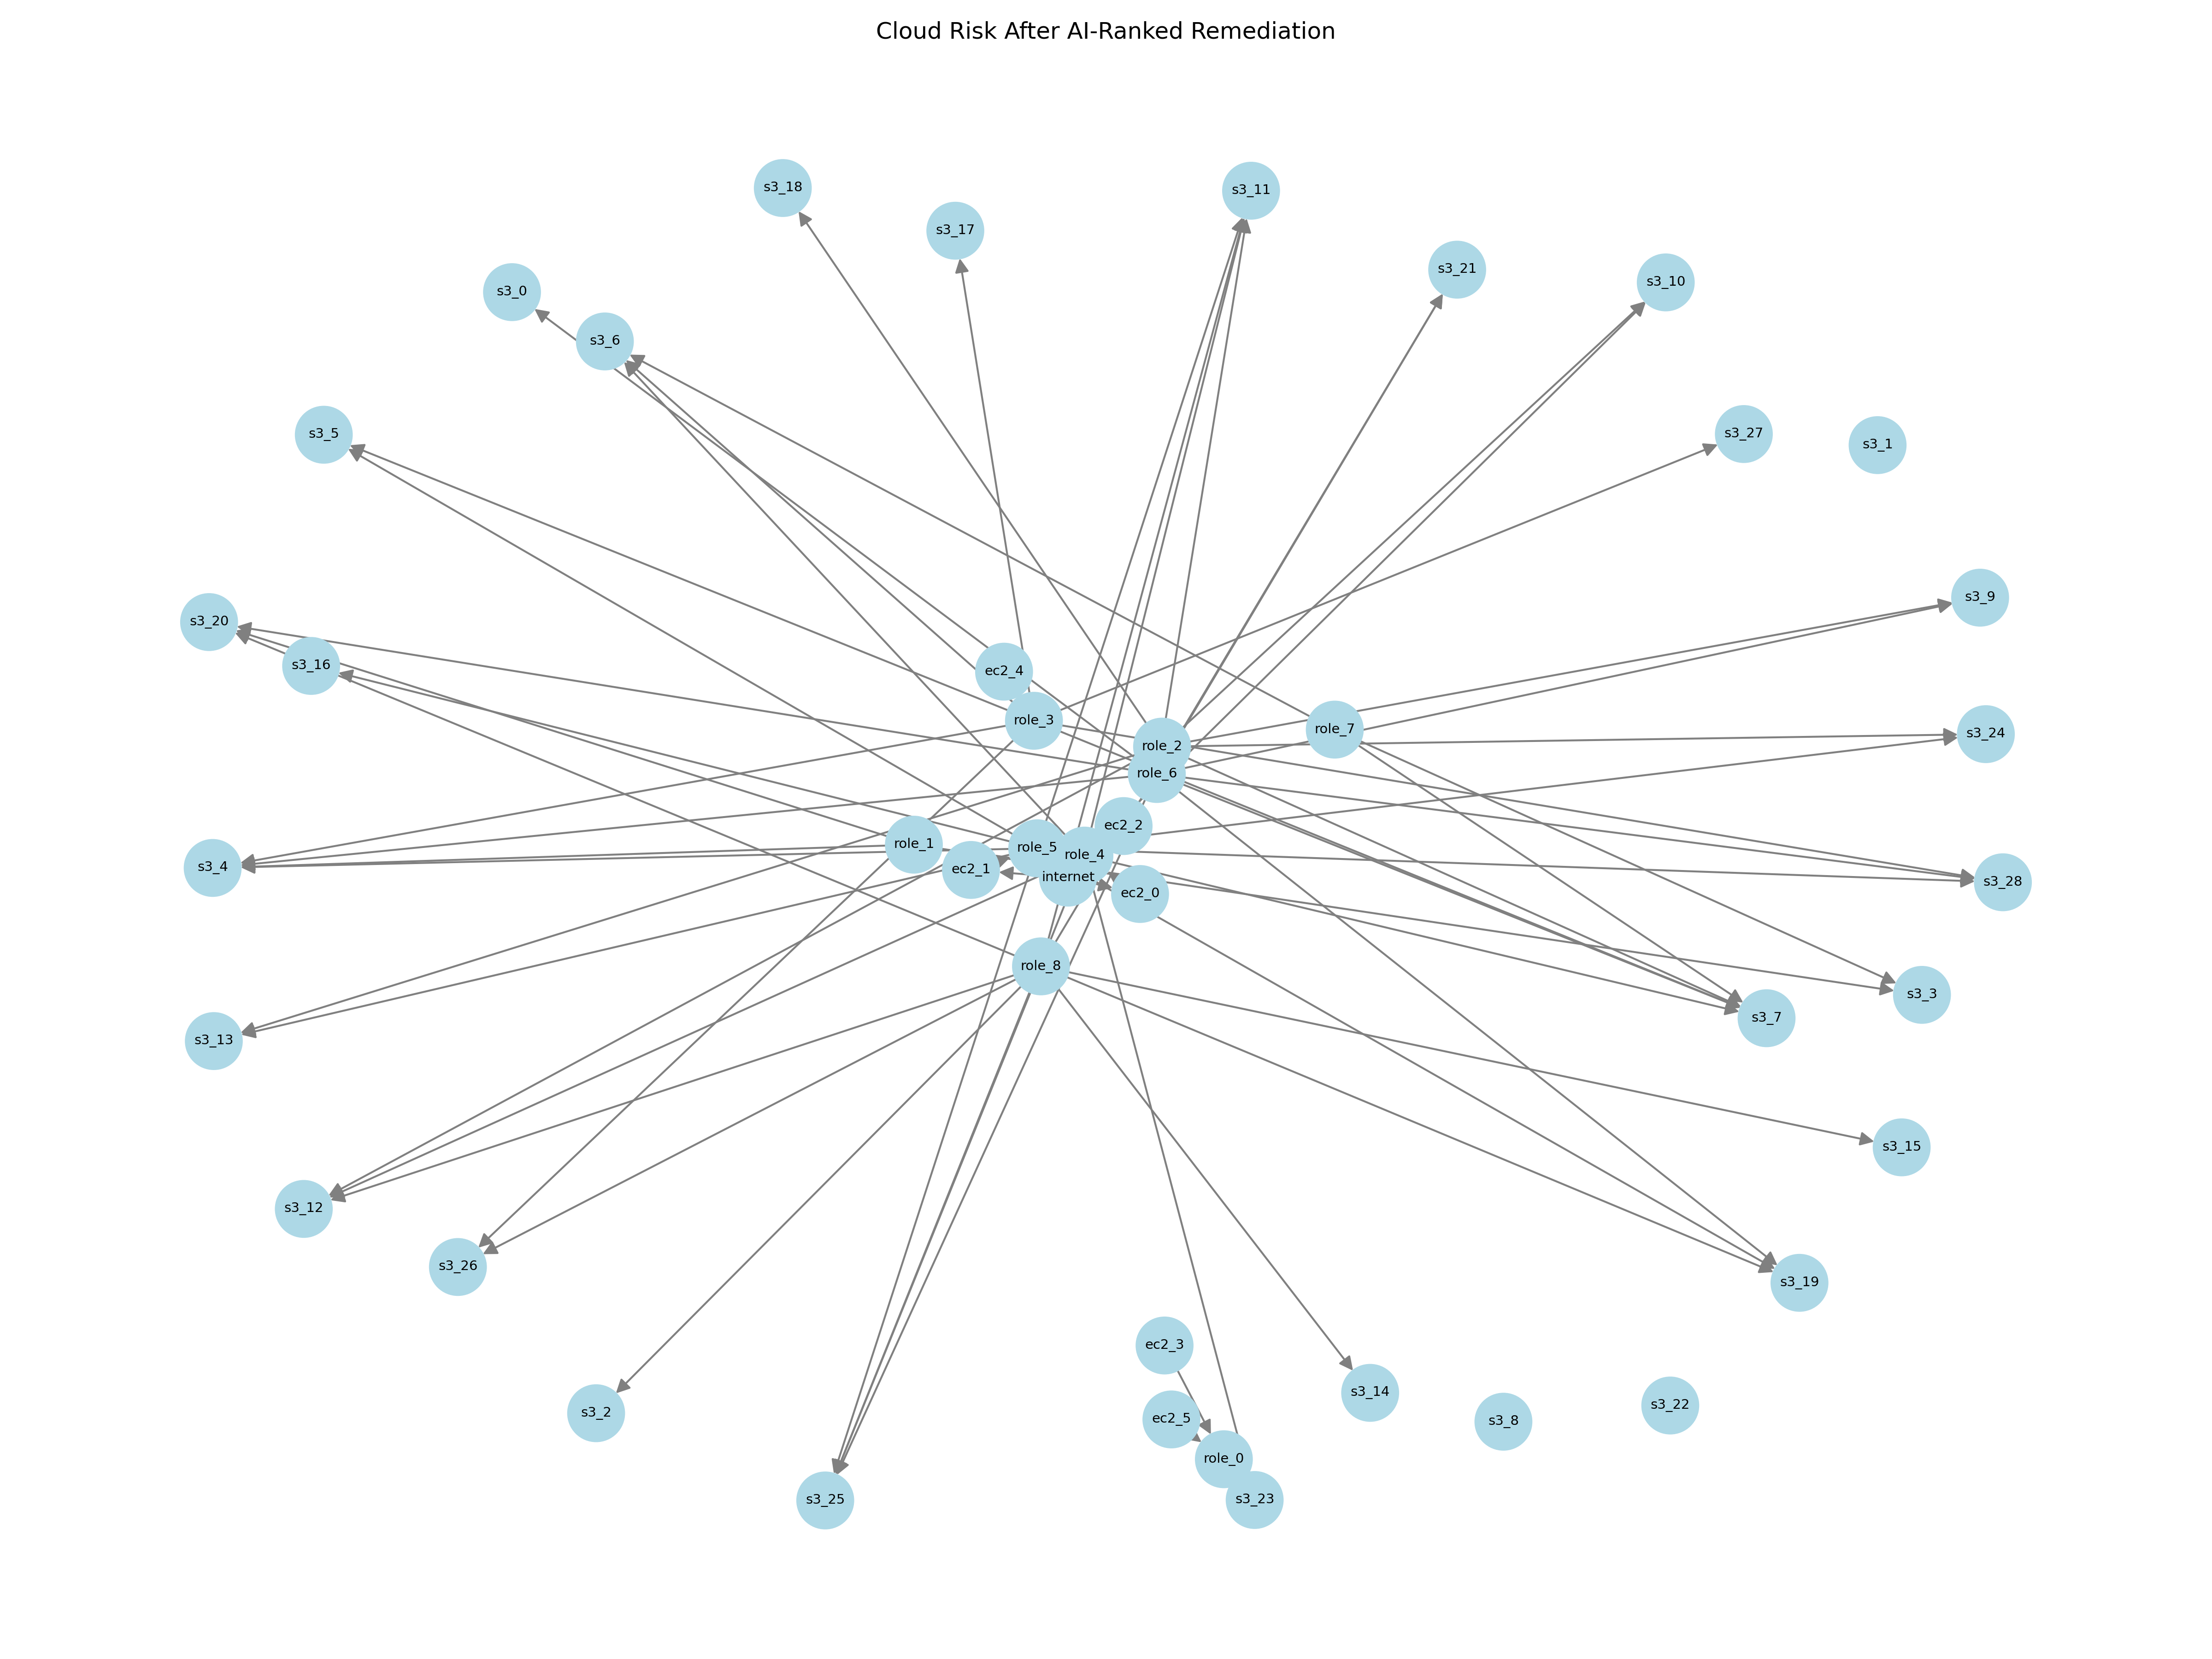 Cloud Risk After AI-Ranked Remediation
s3_18
s3_11
s3_17
s3_21
s3_10
s3_0
s3_6
s3_5
s3_27
s3_1
s3_9
s3_20
s3_16
ec2_4
role_3
role_7
s3_24
role_2
role_6
ec2_2
role_1
role_5
role_4
s3_4
ec2_1
internet
s3_28
ec2_0
role_8
s3_3
s3_7
s3_13
s3_15
s3_12
s3_26
s3_19
ec2_3
s3_14
s3_22
s3_2
ec2_5
s3_8
role_0
s3_25
s3_23